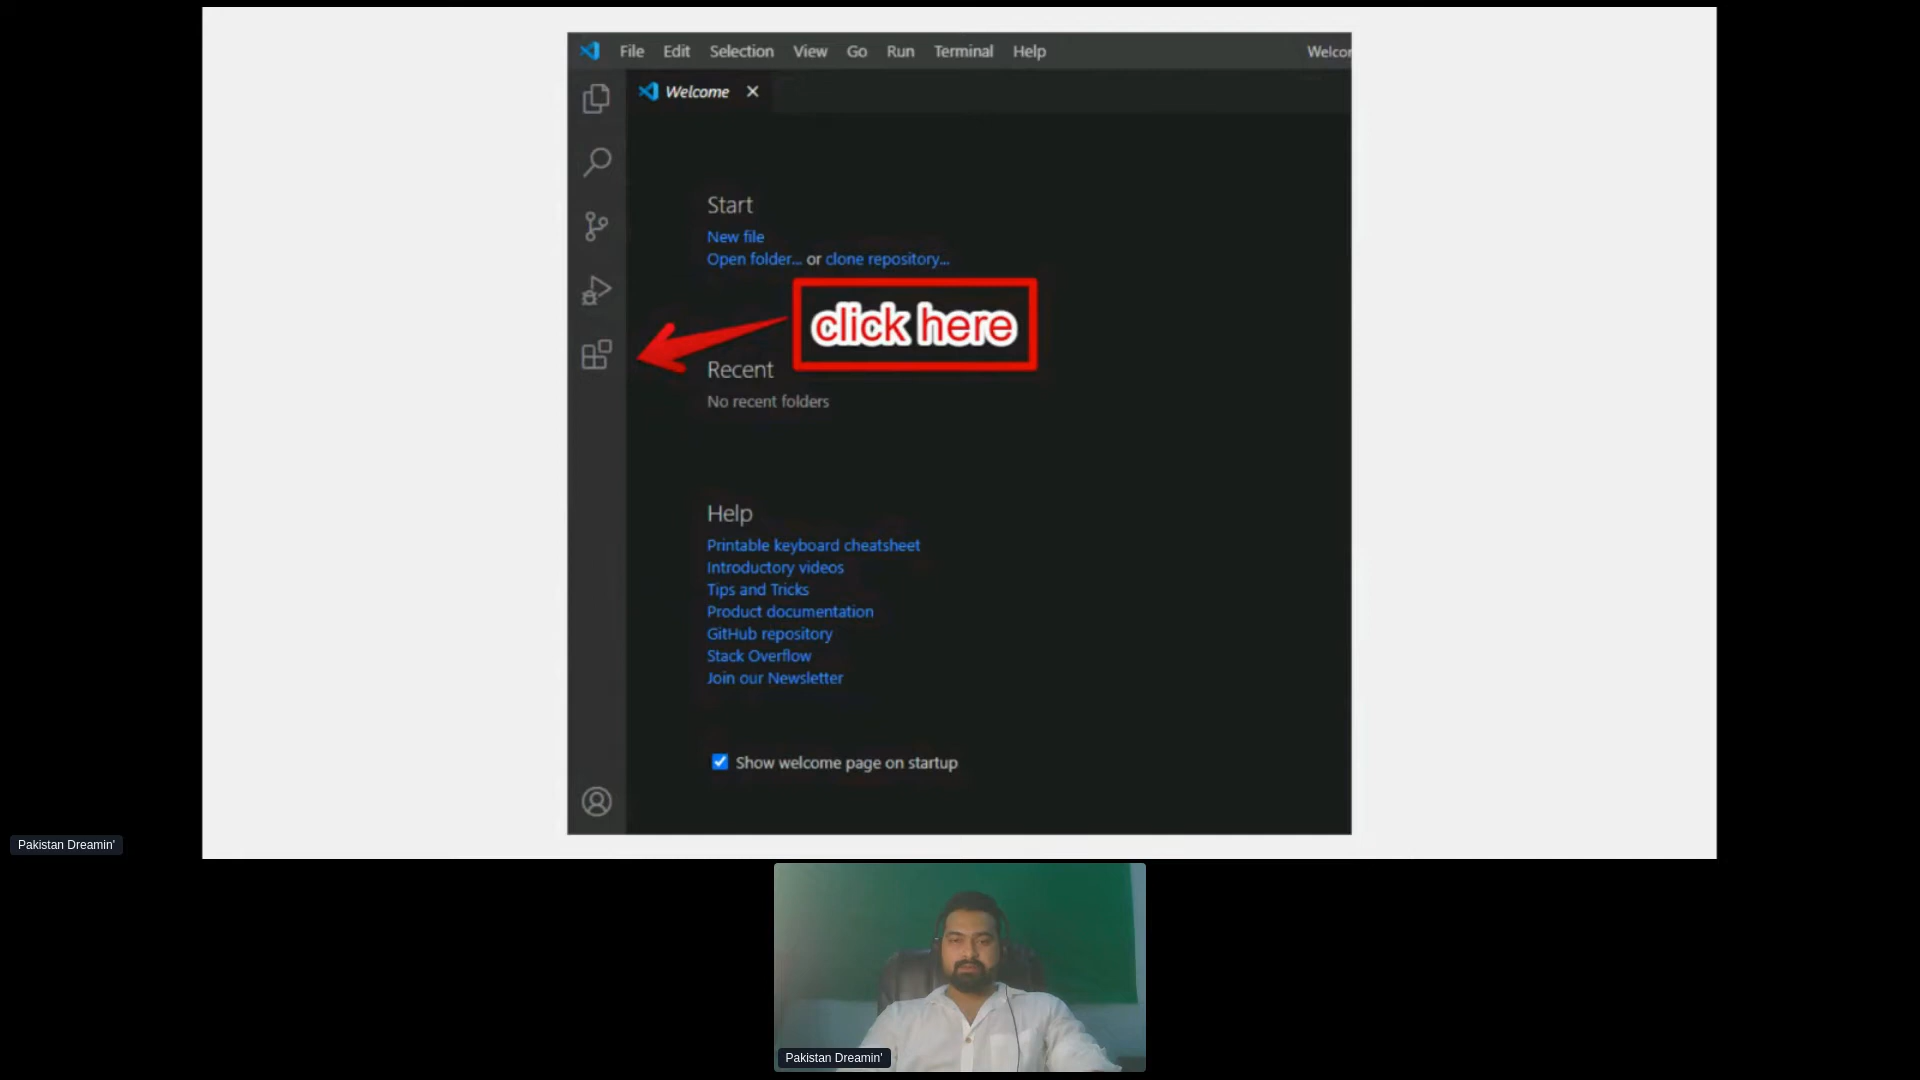 File Edit Selection View Go Run Terminal Help Welcor
Welcome
Start
New file
Open folder... or clone repository...
click here
Recent
No recent folders
Help
Printable keyboard cheatsheet
Introductory videos
Tips and Tricks
Product documentation
GitHub repository
Stack Overflow
Join our Newsletter
Show welcome page on startup
Pakistan Dreamin'
Pakistan Dreamin'